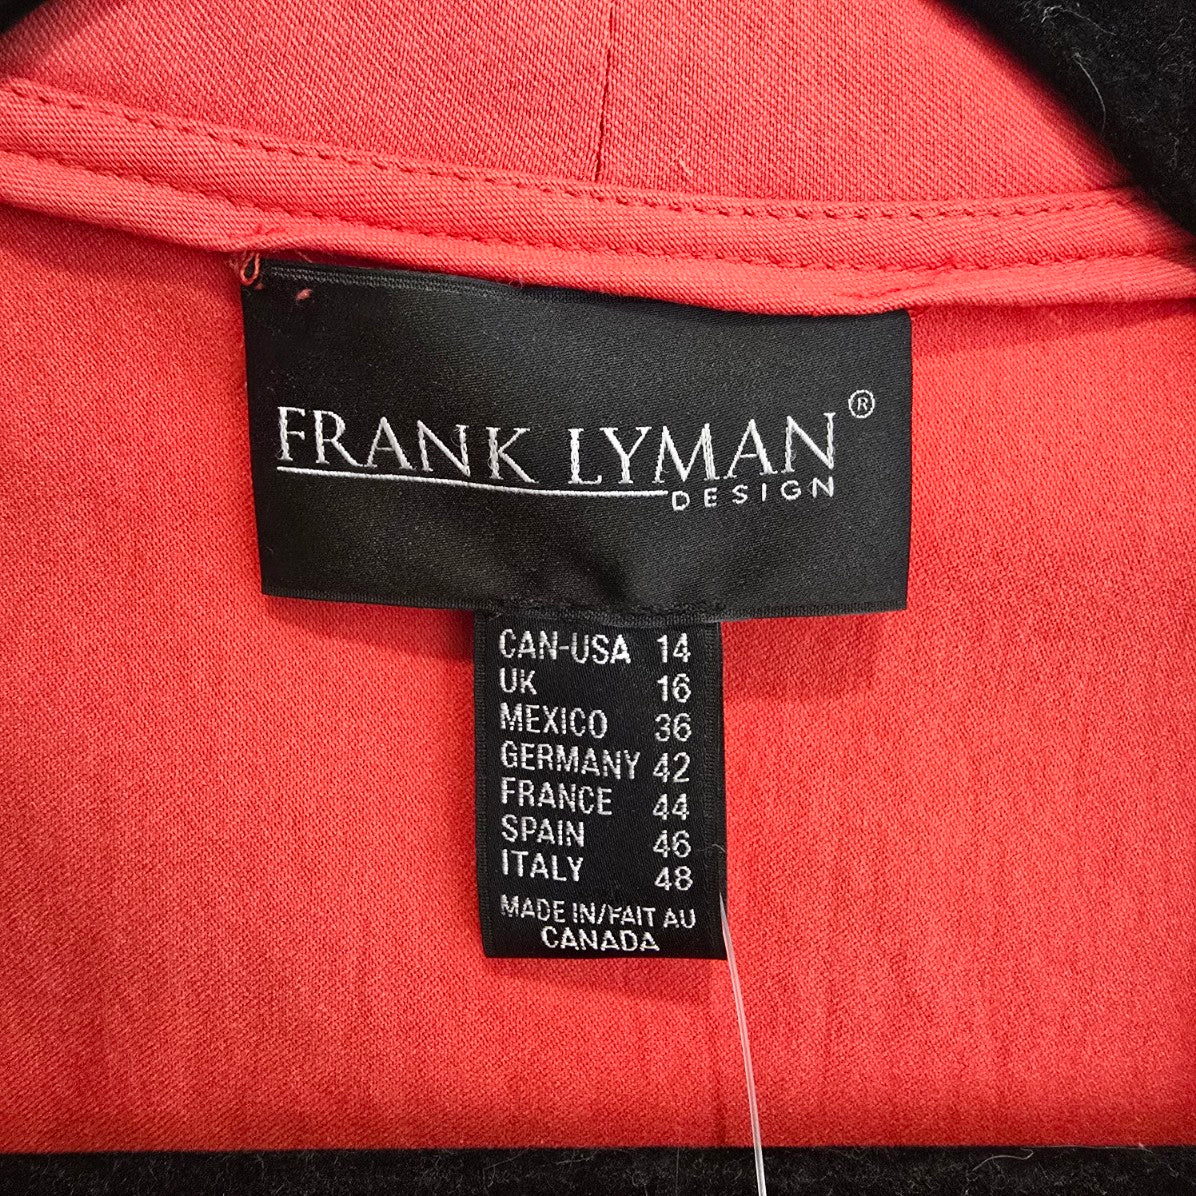 FRANK LYMAN®
DESIGN
CAN-USA 14
UK 16
MEXICO 36
GERMANY 42
FRANCE 44
SPAIN 46
ITALY 48
MADE IN/FAIT AU
CANADA